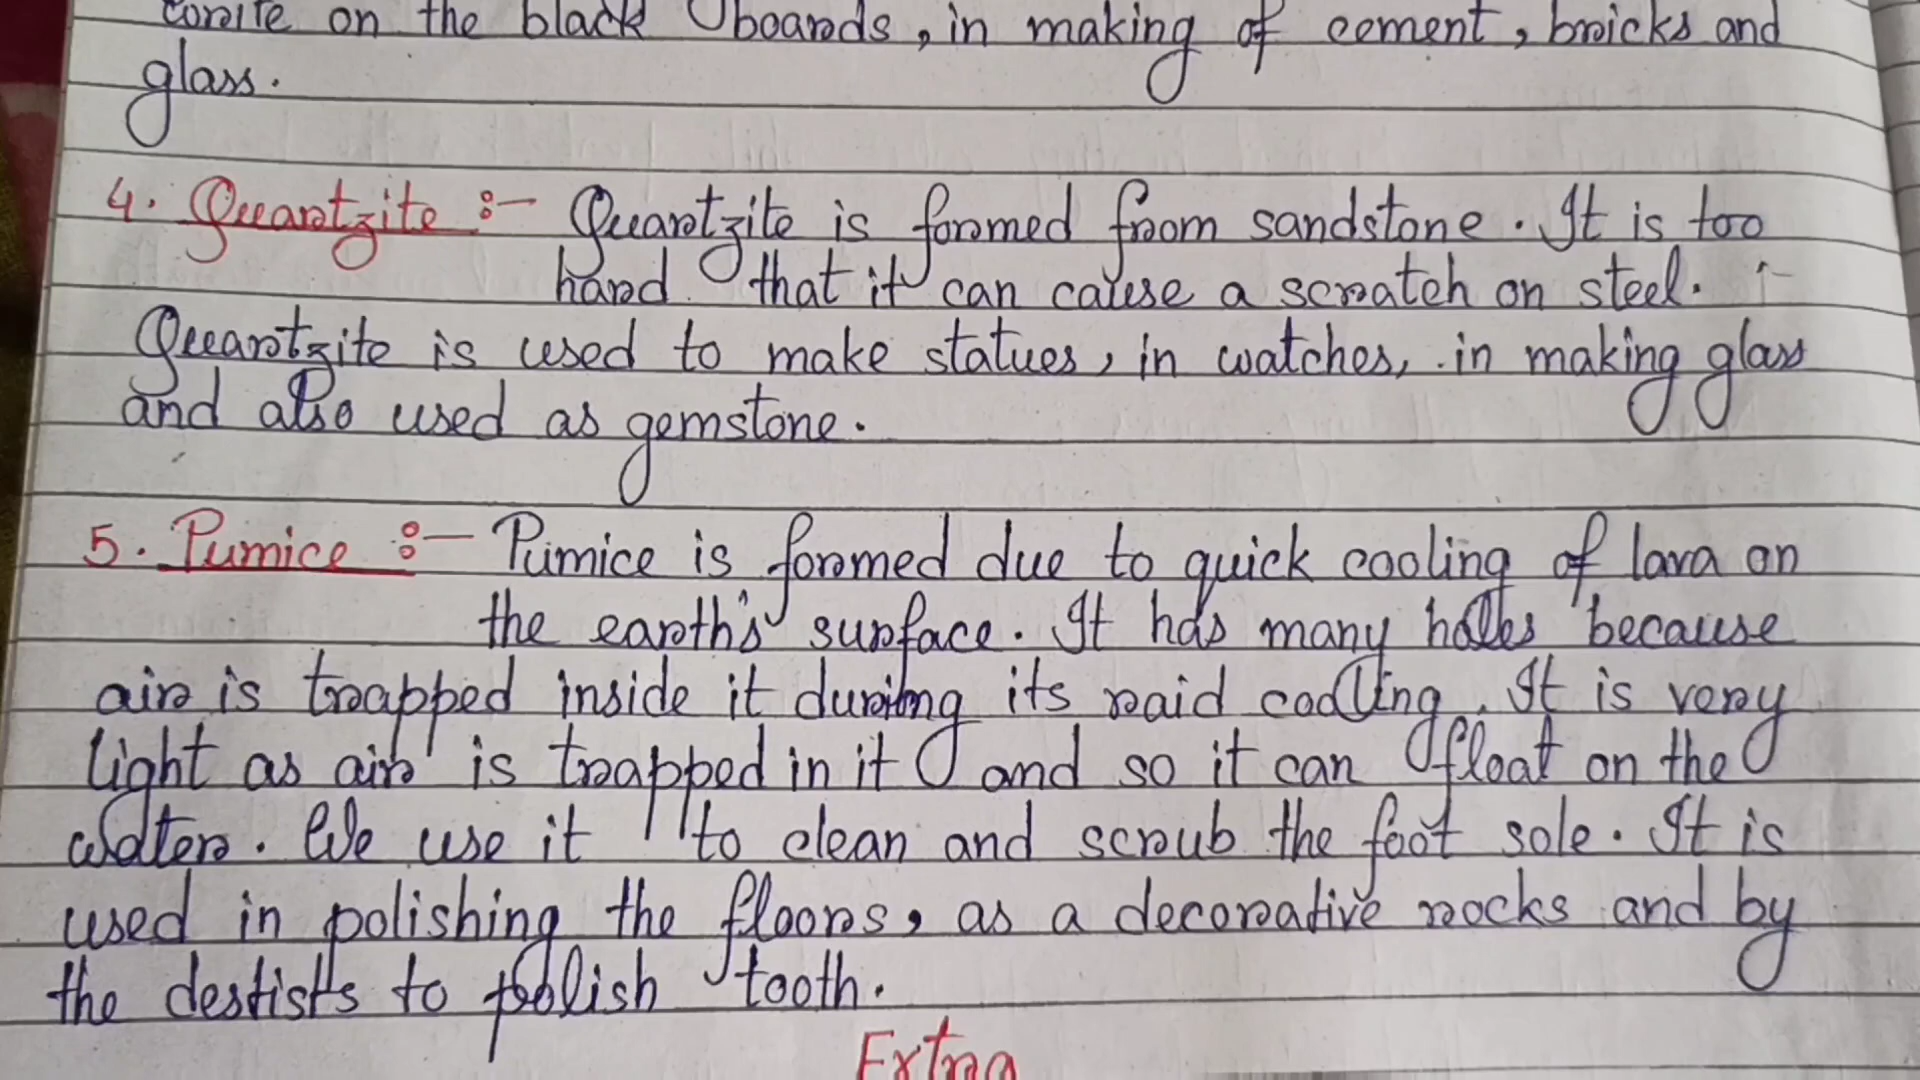 write on the black boards, in making of cement, bricks and
glass.
4. Quartzite :- Quartzite is formed from sandstone. It is too
hard that it can cause a scratch on steel.
Quartzite is used to make statues, in watches, in making glass
and also used as gemstone.
5. Pumice :- Pumice is formed due to quick cooling of lava on
the earth's surface. It has many holes because
air is trapped inside it during its raid cooling. It is very
light as air is trapped in it and so it can float on the
water. We use it to clean and scrub the foot sole. It is
used in polishing the floors, as a decorative rocks and by
the destists to polish tooth.
Extra